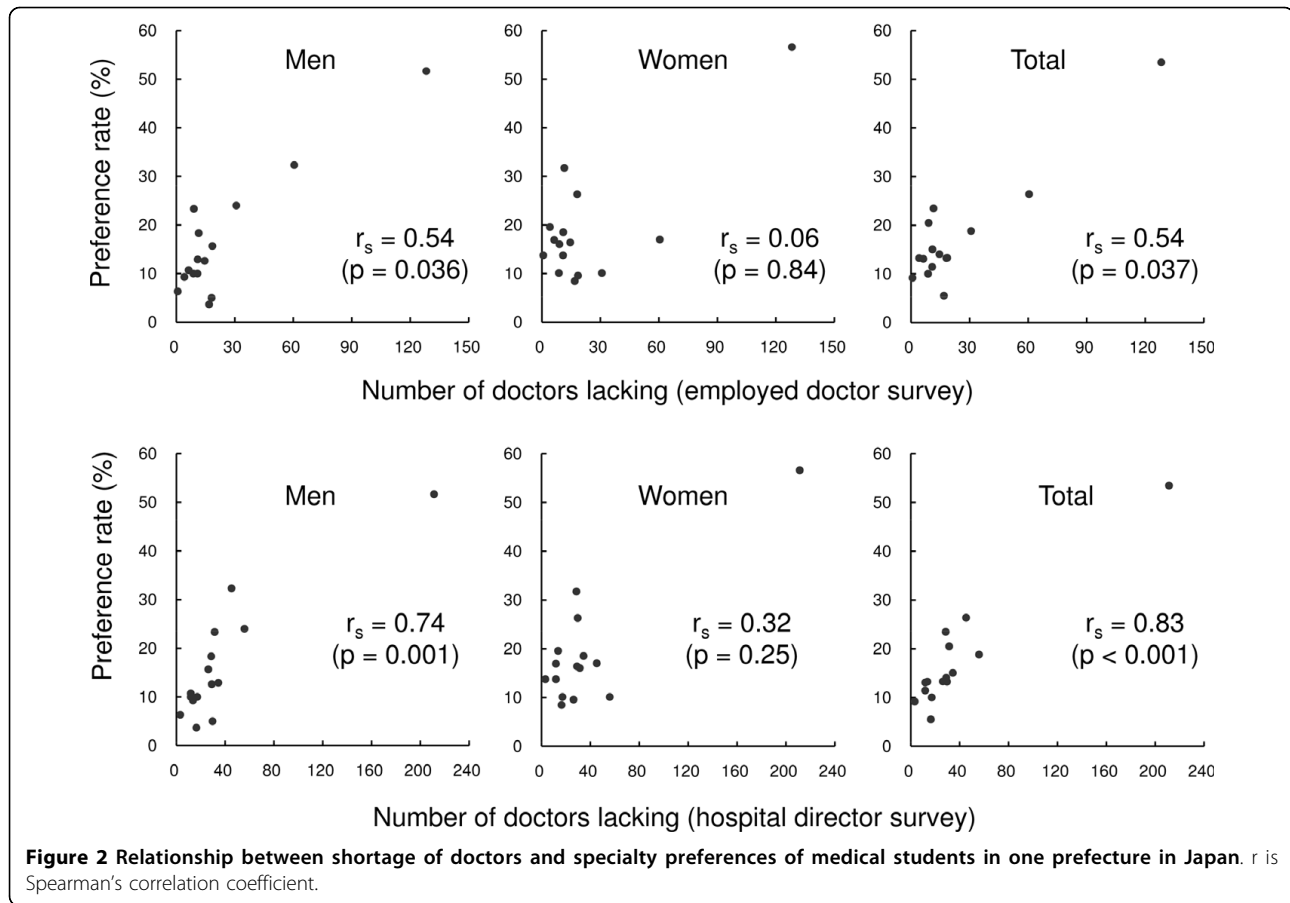 Preference rate (%)
60
50
40
30
20
10
0
Men
r_s = 0.54
(p = 0.036)
0 30 60 90 120 150
60
50
40
30
20
10
0
Women
r_s = 0.06
(p = 0.84)
0 30 60 90 120 150
60
50
40
30
20
10
0
Total
r_s = 0.54
(p = 0.037)
0 30 60 90 120 150
Number of doctors lacking (employed doctor survey)
Preference rate (%)
60
50
40
30
20
10
0
Men
r_s = 0.74
(p = 0.001)
0 40 80 120 160 200 240
60
50
40
30
20
10
0
Women
r_s = 0.32
(p = 0.25)
0 40 80 120 160 200 240
60
50
40
30
20
10
0
Total
r_s = 0.83
(p < 0.001)
0 40 80 120 160 200 240
Number of doctors lacking (hospital director survey)
Figure 2 Relationship between shortage of doctors and specialty preferences of medical students in one prefecture in Japan. r is
Spearman's correlation coefficient.